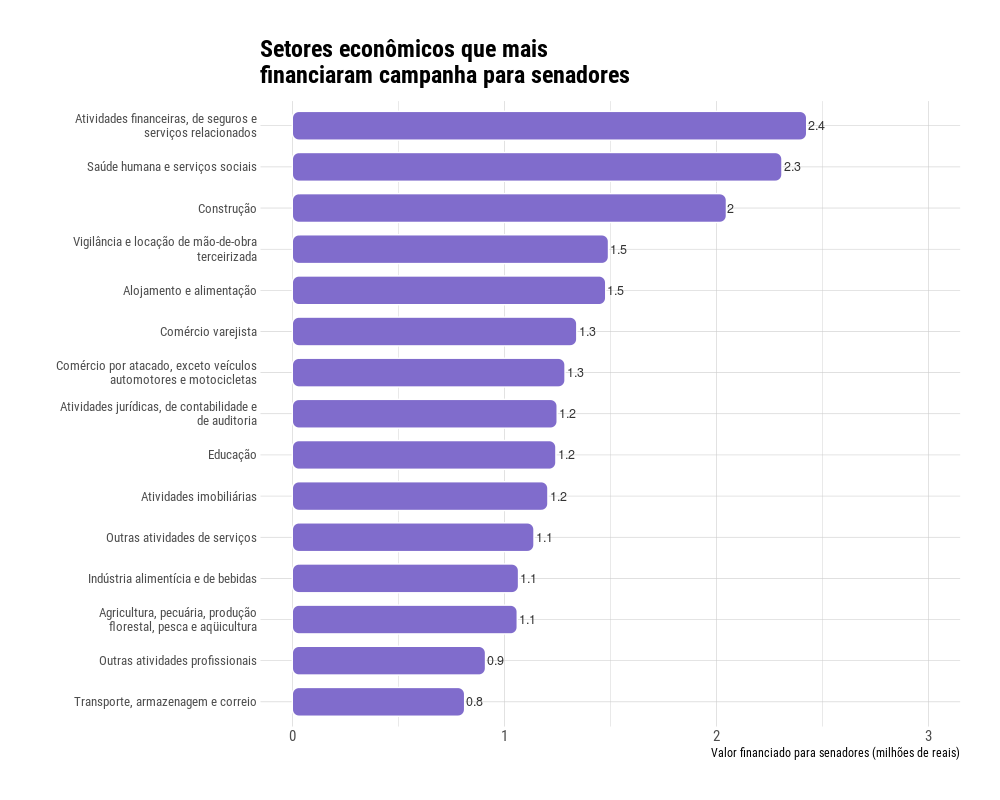 Setores econômicos que mais
financiaram campanha para senadores
Atividades financeiras, de seguros e
serviços relacionados
2.4
Saúde humana e serviços sociais
2.3
Construção
2
Vigilância e locação de mão-de-obra
terceirizada
1.5
Alojamento e alimentação
1.5
Comércio varejista
1.3
Comércio por atacado, exceto veículos
automotores e motocicletas
1.3
Atividades jurídicas, de contabilidade e
de auditoria
1.2
Educação
1.2
Atividades imobiliárias
1.2
Outras atividades de serviços
1.1
Indústria alimentícia e de bebidas
1.1
Agricultura, pecuária, produção
florestal, pesca e aqüicultura
1.1
Outras atividades profissionais
0.9
Transporte, armazenagem e correio
0.8
0 1 2 3
Valor financiado para senadores (milhões de reais)